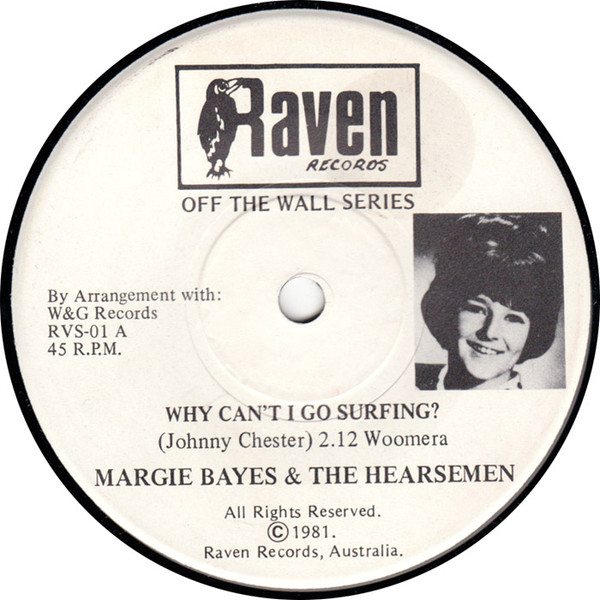 Raven
RECORDS
OFF THE WALL SERIES
By Arrangement with:
W&G Records
RVS-01 A
45 R.P.M.
WHY CAN'T I GO SURFING?
(Johnny Chester) 2.12 Woomera
MARGIE BAYES & THE HEARSEMEN
All Rights Reserved.
©1981.
Raven Records, Australia.